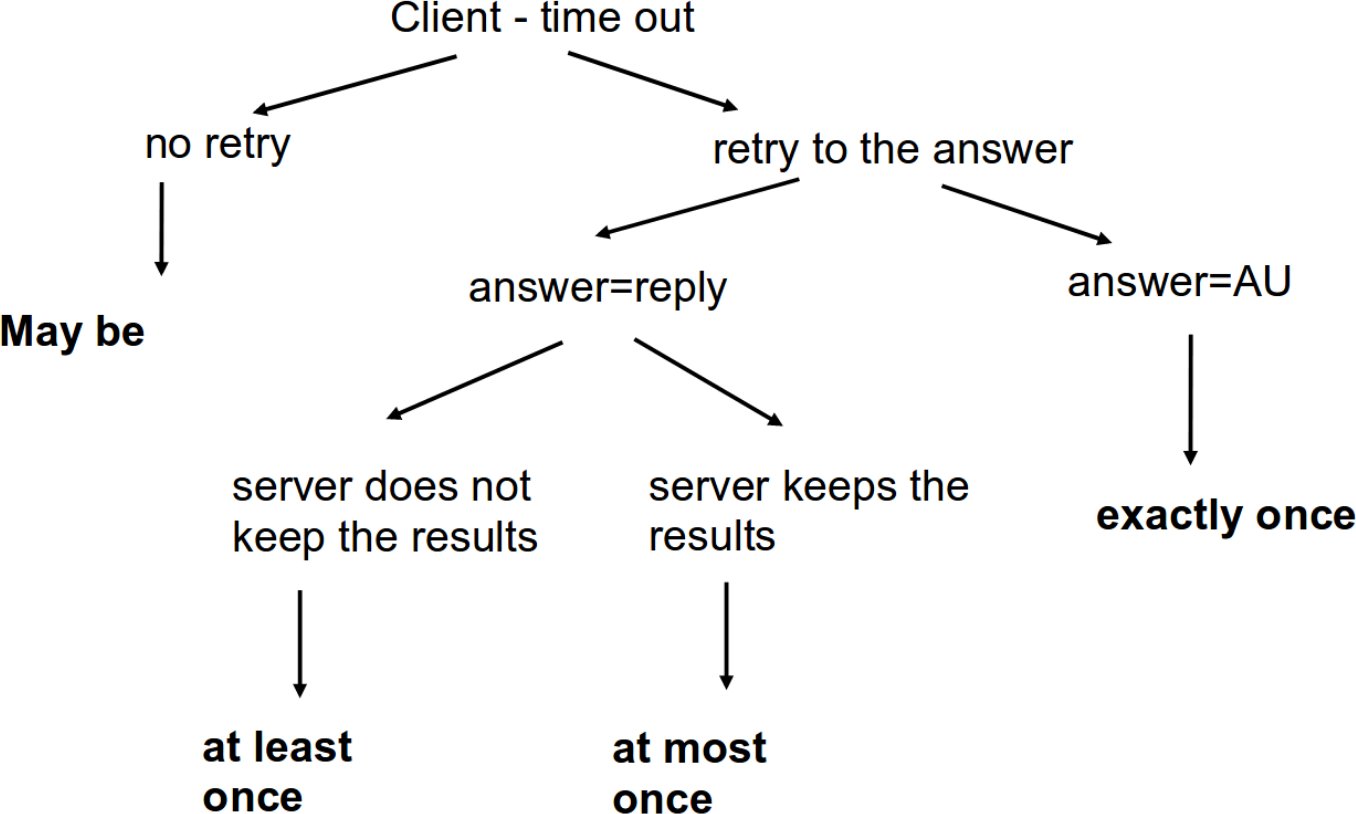 Client - time out
no retry
retry to the answer
May be
answer=reply
answer=AU
server does not
keep the results
server keeps the
results
exactly once
at least
once
at most
once